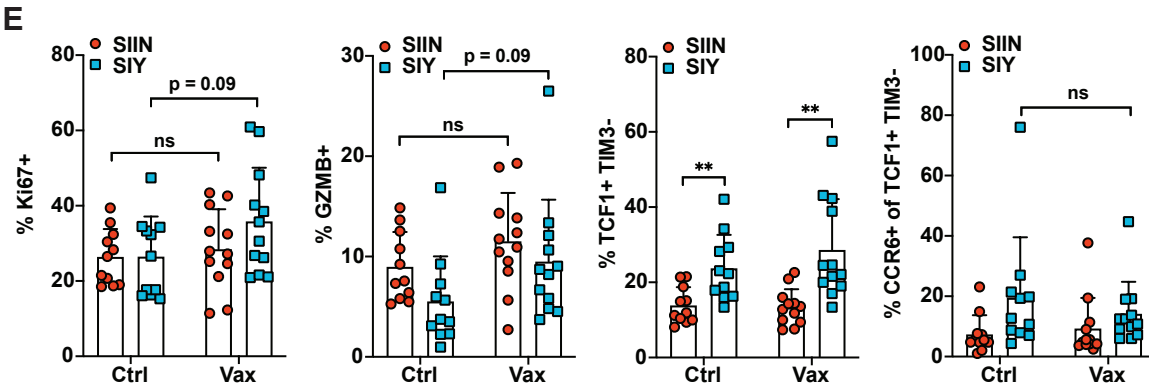 E
% Ki67+
80
60
40
20
0
SIIN
SIY
p = 0.09
ns
Ctrl
Vax
% GZMB+
30
20
10
0
SIIN
SIY
p = 0.09
ns
Ctrl
Vax
% TCF1+ TIM3-
80
60
40
20
0
SIIN
SIY
**
**
Ctrl
Vax
% CCR6+ of TCF1+ TIM3-
100
80
60
40
20
0
SIIN
SIY
ns
Ctrl
Vax